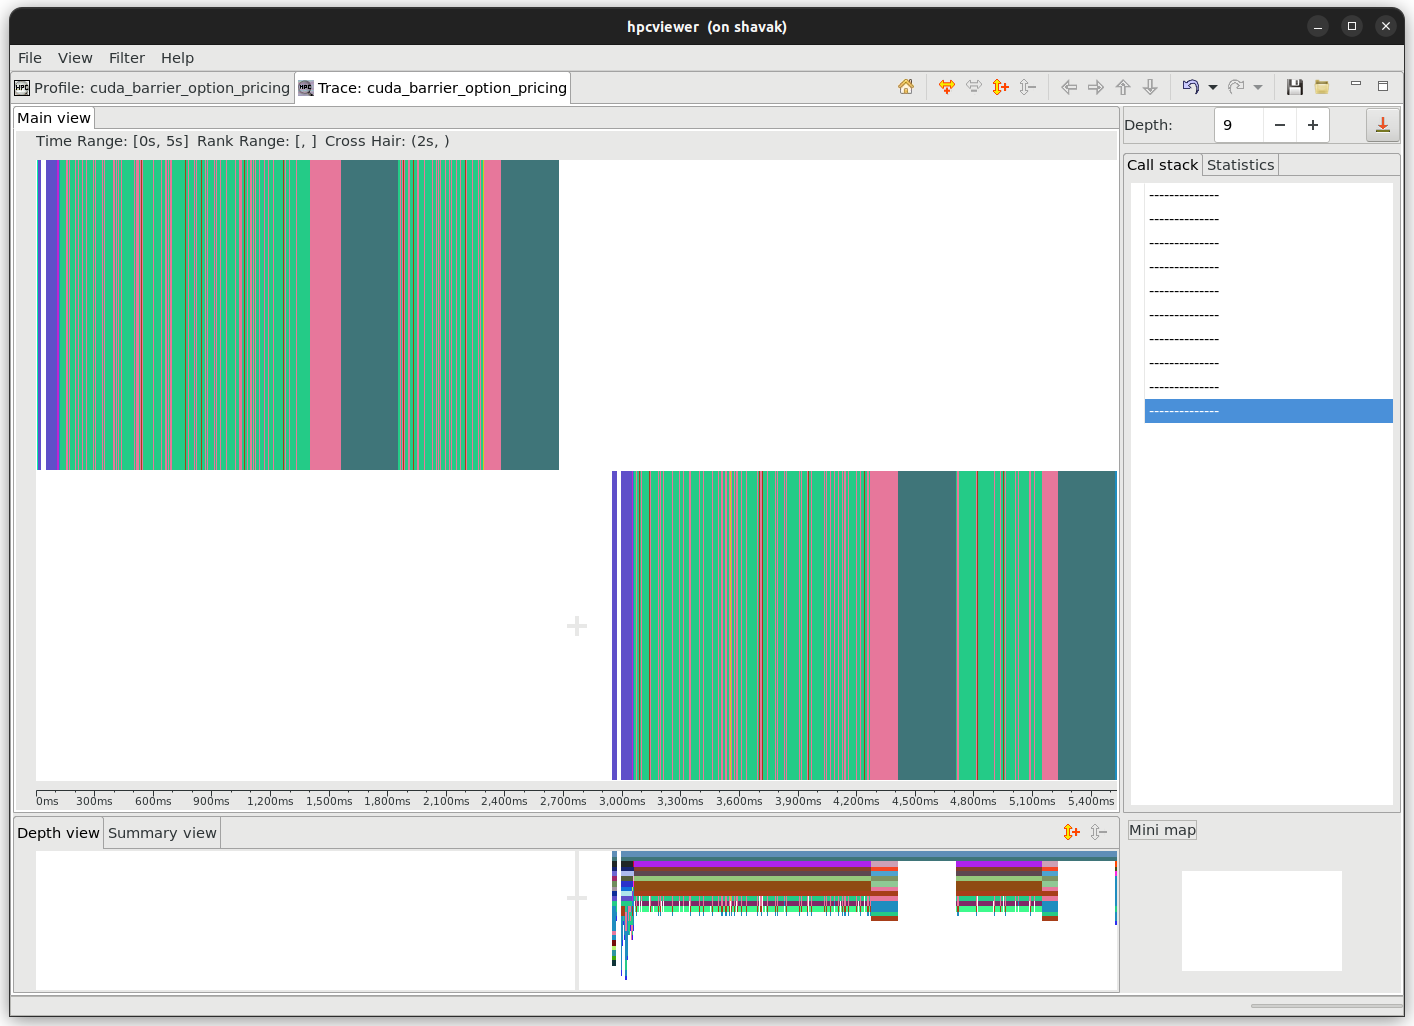 hpcviewer (on shavak)
File View Filter Help
Profile: cuda_barrier_option_pricing
Trace: cuda_barrier_option_pricing
Main view
Time Range: [0s, 5s] Rank Range: [, ] Cross Hair: (2s, )
0ms 300ms 600ms 900ms 1,200ms 1,500ms 1,800ms 2,100ms 2,400ms 2,700ms 3,000ms 3,300ms 3,600ms 3,900ms 4,200ms 4,500ms 4,800ms 5,100ms 5,400ms
Depth view Summary view
Depth: 9 − +
Call stack Statistics
--------------
--------------
--------------
--------------
--------------
--------------
--------------
--------------
--------------
--------------
Mini map